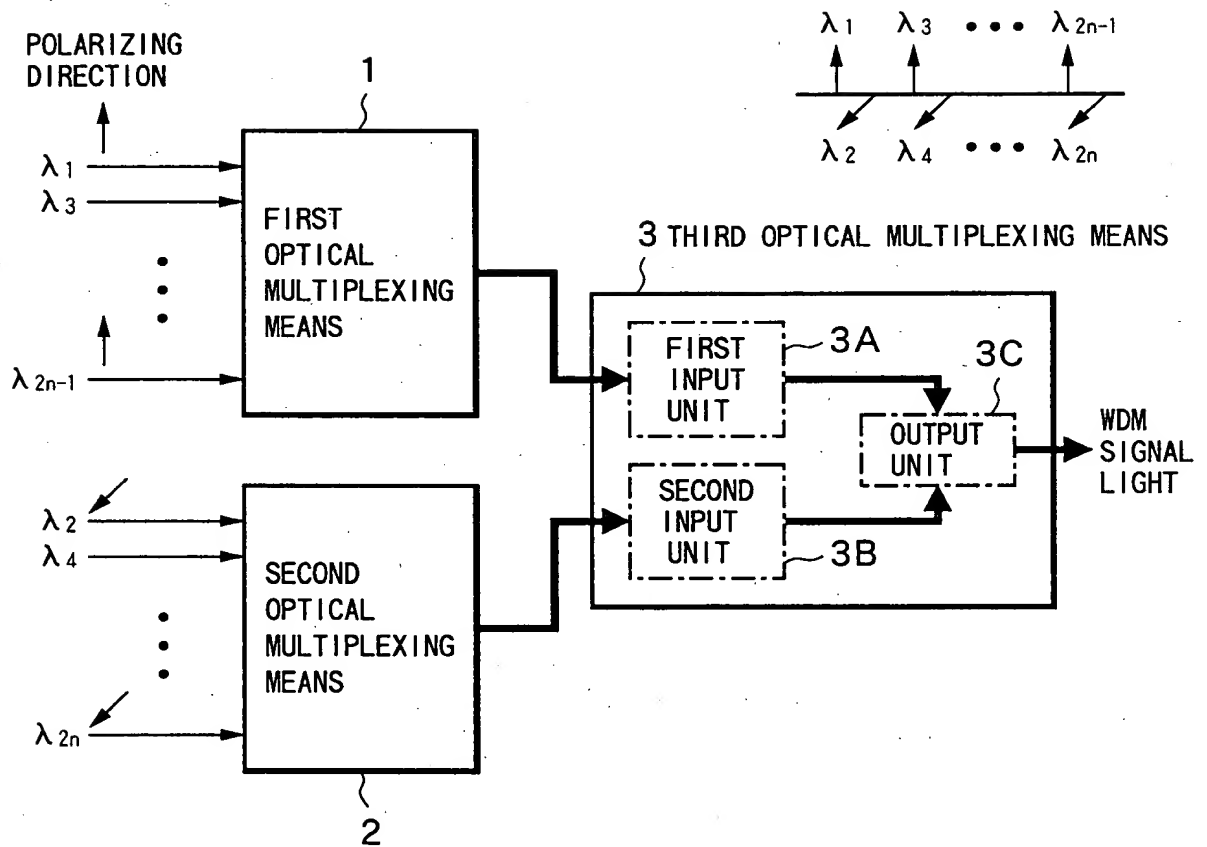 POLARIZING
DIRECTION
λ1
λ3
λ2n-1
1
FIRST
OPTICAL
MULTIPLEXING
MEANS
λ2
λ4
λ2n
SECOND
OPTICAL
MULTIPLEXING
MEANS
2
λ1 λ3 ••• λ2n-1
λ2 λ4 ••• λ2n
3 THIRD OPTICAL MULTIPLEXING MEANS
FIRST
INPUT
UNIT
3A
SECOND
INPUT
UNIT
3B
3C
OUTPUT
UNIT
WDM
SIGNAL
LIGHT